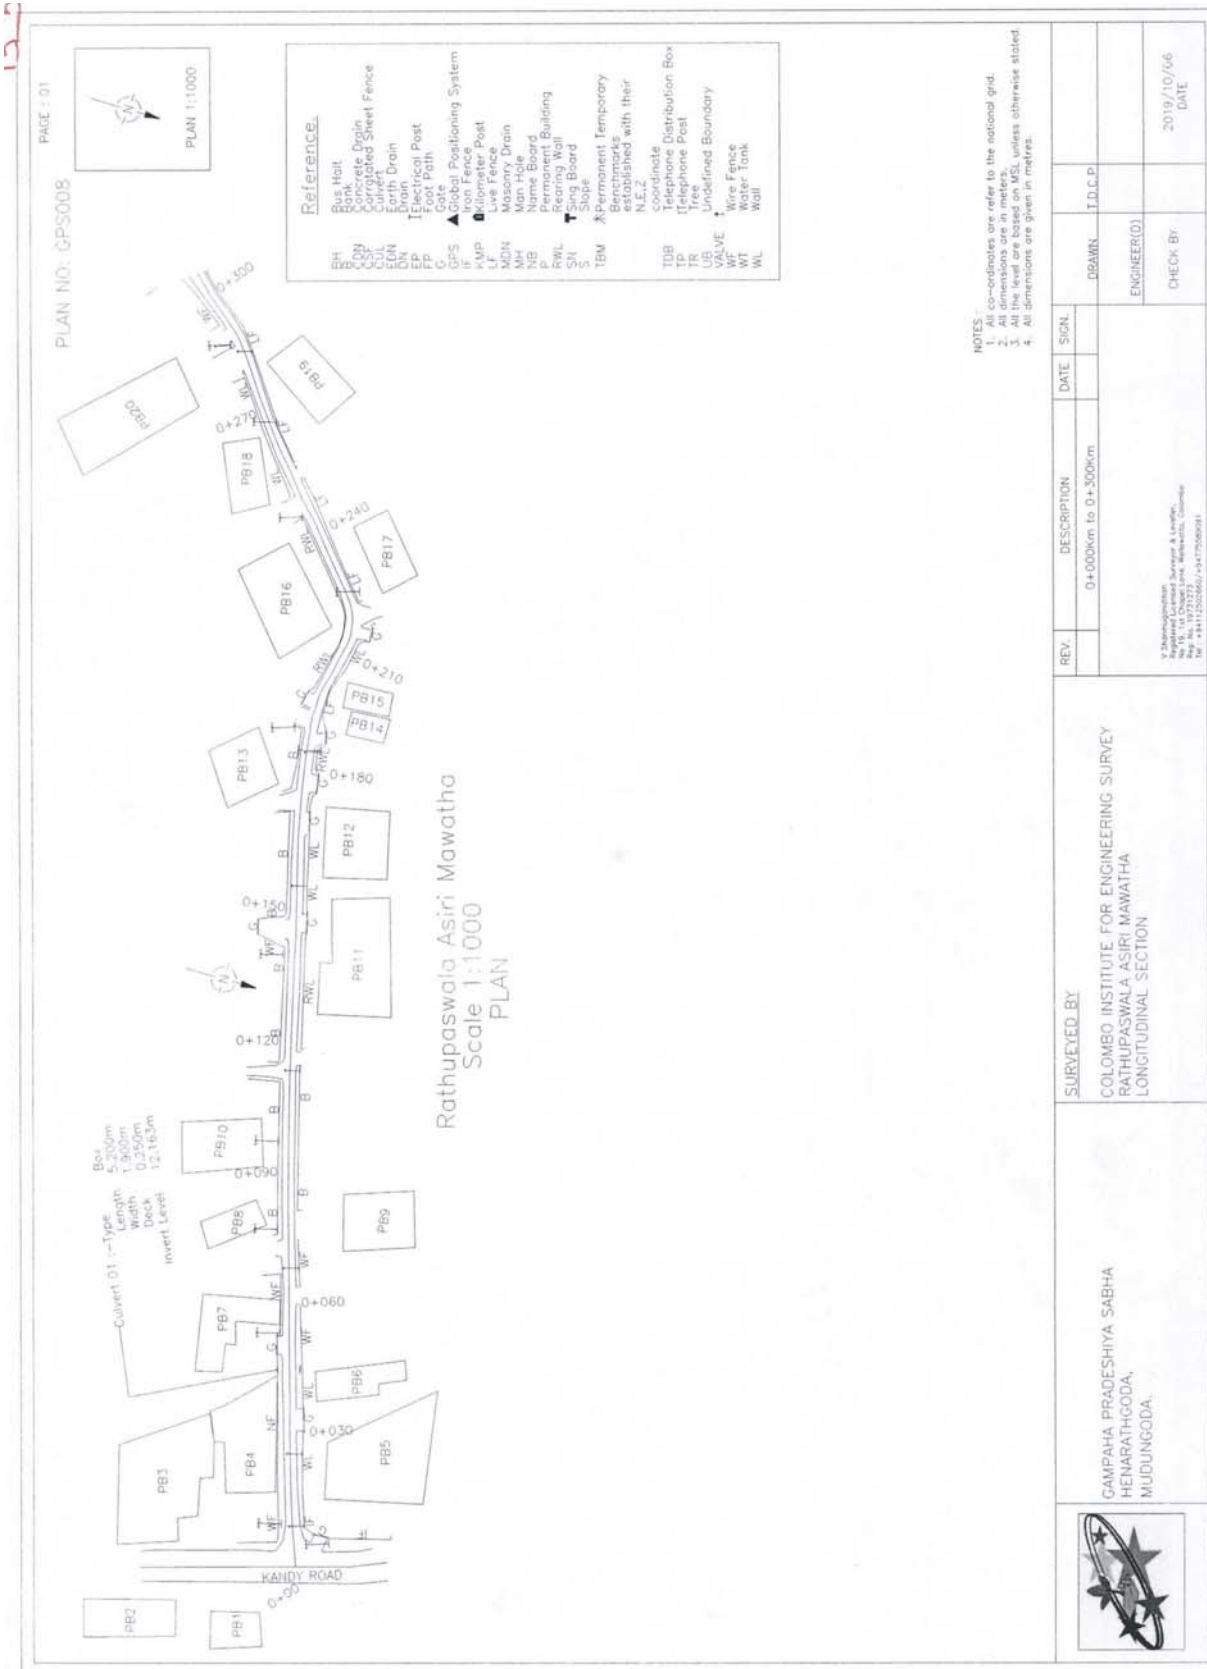 PAGE : 01
PLAN NO: GPS008
PLAN 1:1000
N
Reference.
BH Bus Halt
B Bank
CDN Concrete Drain
CSF Corrgtated Sheet Fence
CUL Culvert
EDN Earth Drain
DN Drain
EP Electrical Post
FP Foot Path
G Gate
GPS Global Positioning System
IF Iron Fence
KMP Kilometer Post
LF Live Fence
MDN Masonry Drain
MH Man Hole
NB Name Board
P Permanent Building
RWL Rearing Wall
SN Sing Board
S Slope
TBM Permanent Temporary
Benchmarks
established with their
N.E.Z
coordinate
TDB Telephone Distribution Box
TP Telephone Post
TR Tree
UB Undefined Boundary
VALVE
WF Wire Fence
WT Water Tank
WL Wall
Culvert 01 :-Type Box
Length 5.200m
Width 1.900m
Deck 0.250m
Invert Level 12.163m
PB2
PB1
KANDY ROAD
0+00
PB3
PB4
PB5
0+030
PB6
PB7
0+060
PB8
PB9
0+090
PB10
0+120
PB11
0+150
PB12
0+180
PB13
PB14
PB15
0+210
PB16
PB17
0+240
PB18
0+270
PB19
PB20
0+300
Rathupaswala Asiri Mawatha
Scale 1:1000
PLAN
NOTES :
1. All co-ordinates are refer to the national grid.
2. All dimensions are in meters.
3. All the level are based on MSL unless otherwise stated.
4. All dimensions are given in metres.
GAMPAHA PRADESHIYA SABHA
HENARATHGODA,
MUDUNGODA.
SURVEYED BY
COLOMBO INSTITUTE FOR ENGINEERING SURVEY
RATHUPASWALA ASIRI MAWATHA
LONGITUDINAL SECTION
REV. DESCRIPTION DATE SIGN.
0+000Km to 0+300Km
Registered Licensed Surveyor & Leveller,
DRAWN T.D.C.P
ENGINEER(D)
CHECK BY
2019/10/06
DATE